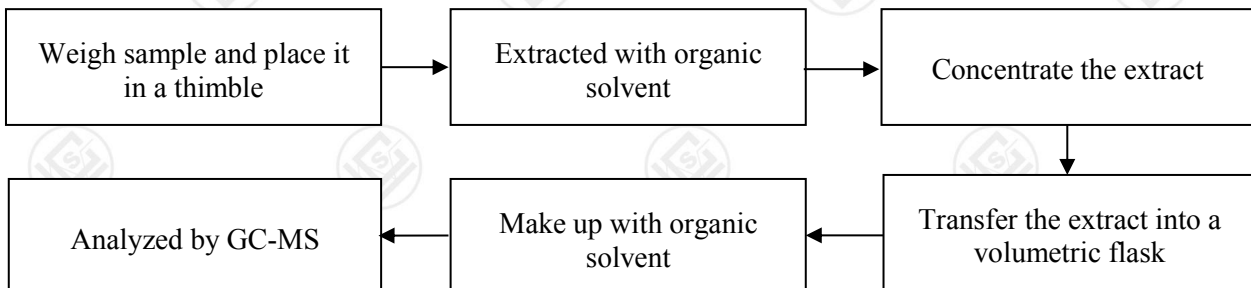 Weigh sample and place it
in a thimble
Extracted with organic
solvent
Concentrate the extract
Transfer the extract into a
volumetric flask
Make up with organic
solvent
Analyzed by GC-MS